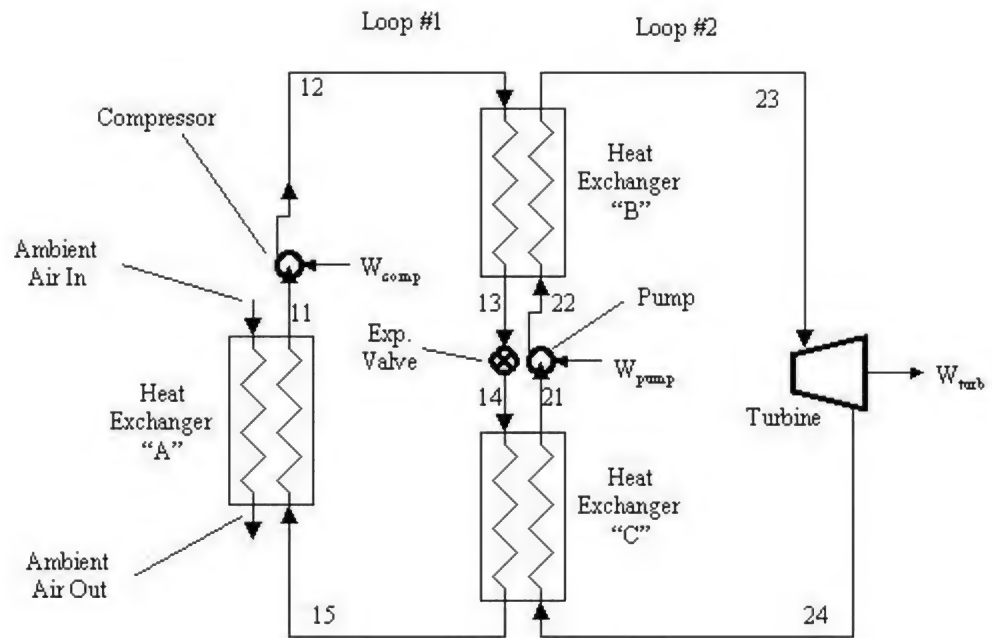 Loop #1
Loop #2
12
23
Compressor
Heat
Exchanger
“B”
Ambient
Air In
W_comp
11
13
22
Pump
Exp.
Valve
W_pump
W_turb
14
21
Turbine
Heat
Exchanger
“A”
Heat
Exchanger
“C”
Ambient
Air Out
15
24